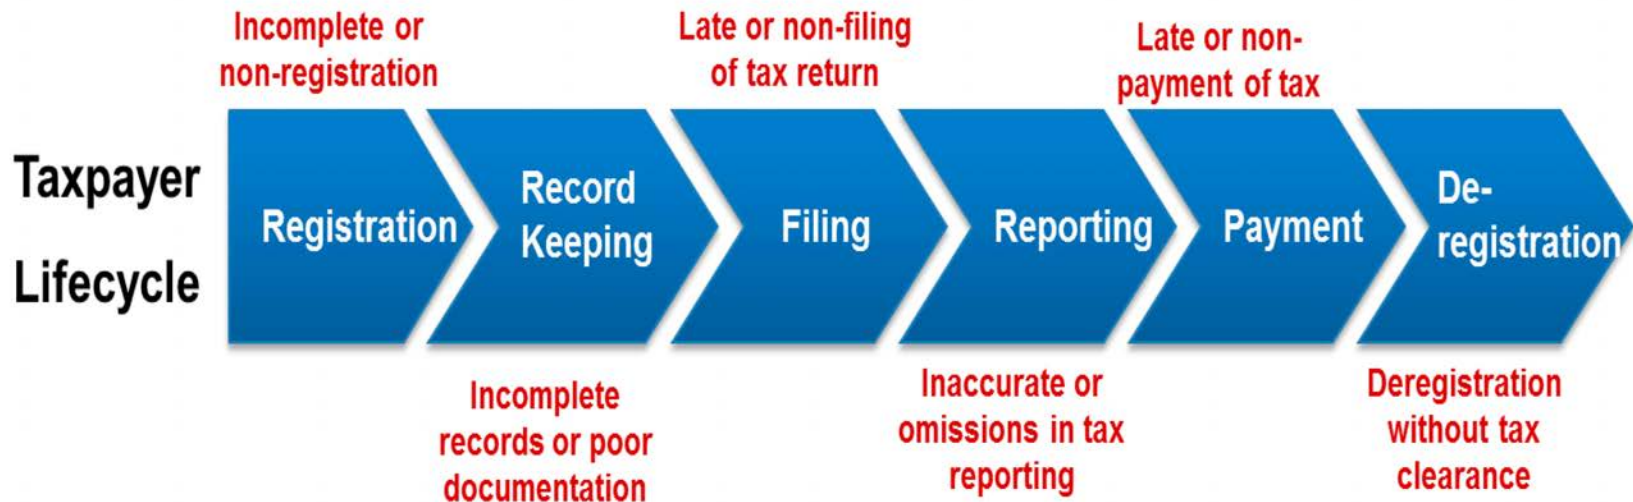 Incomplete or
non-registration
Late or non-filing
of tax return
Late or non-
payment of tax
Taxpayer
Lifecycle
Registration
Record
Keeping
Filing
Reporting
Payment
De-
registration
Incomplete
records or poor
documentation
Inaccurate or
omissions in tax
reporting
Deregistration
without tax
clearance